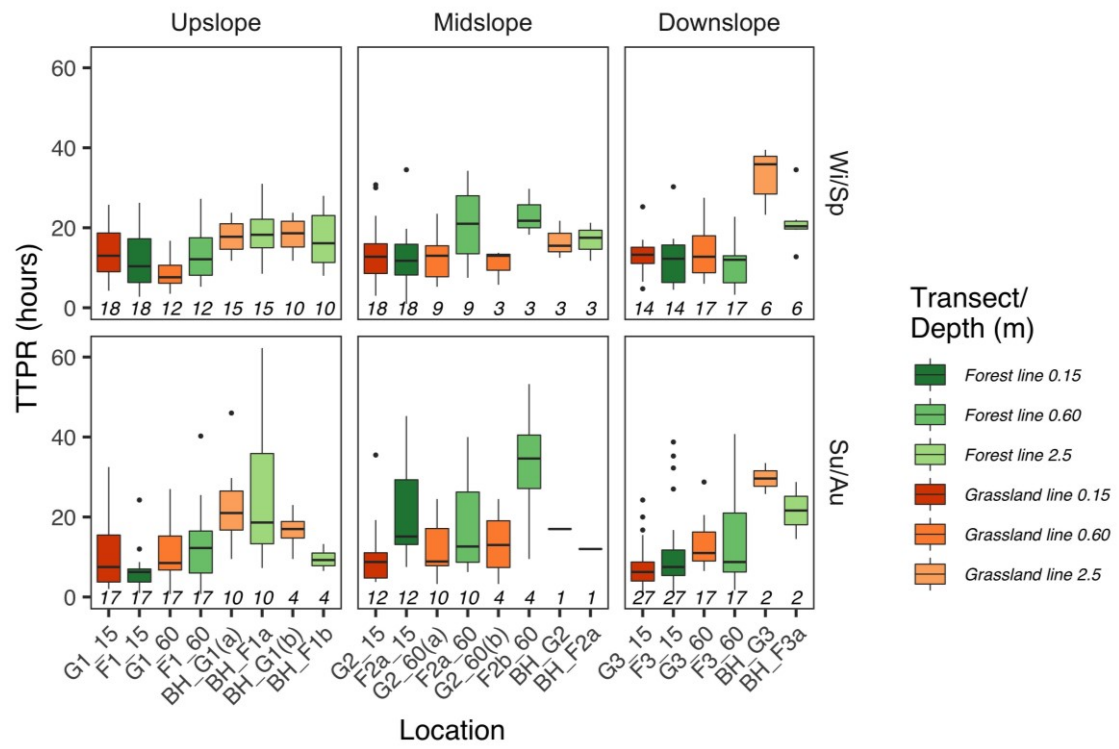 Upslope Midslope Downslope
TTPR (hours)
60
40
20
0
18 18 12 12 15 15 10 10
18 18 9 9 3 3 3 3
14 14 17 17 6 6
Wi/Sp
60
40
20
0
17 17 17 17 10 10 4 4
12 12 10 10 4 4 1 1
27 27 17 17 2 2
Su/Au
G1_15 F1_15 G1_60 F1_60 BH_G1(a) BH_F1a BH_G1(b) BH_F1b
G2_15 F2a_15 G2_60(a) F2a_60 G2_60(b) F2b_60 BH_G2 BH_F2a
G3_15 F3_15 G3_60 F3_60 BH_G3 BH_F3a
Location
Transect/
Depth (m)
Forest line 0.15
Forest line 0.60
Forest line 2.5
Grassland line 0.15
Grassland line 0.60
Grassland line 2.5